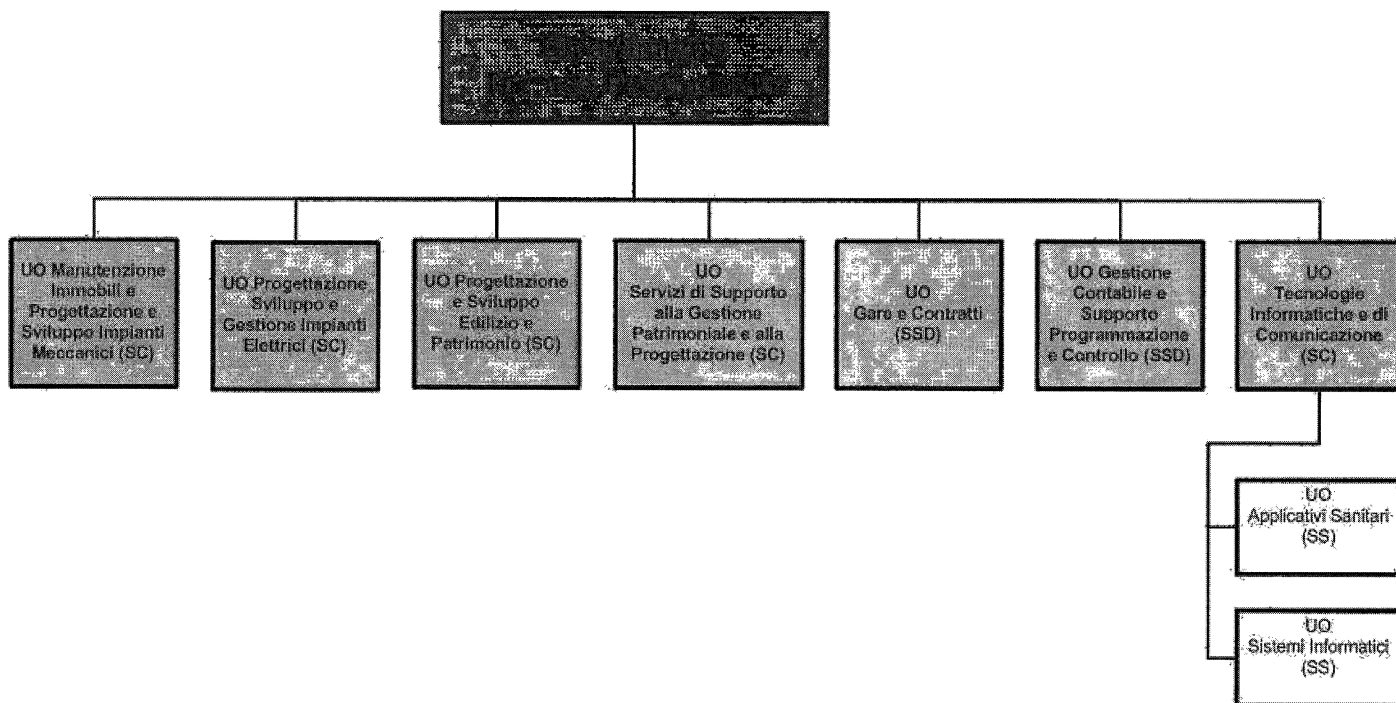 Dipartimento
UO Manutenzione
Immobili e
Progettazione e
Sviluppo Impianti
Meccanici (SC)
UO Progettazione
Sviluppo e
Gestione Impianti
Elettrici (SC)
UO Progettazione
e Sviluppo
Edilizio e
Patrimonio (SC)
UO
Servizi di Supporto
alla Gestione
Patrimoniale e alla
Progettazione (SC)
UO
Gare e Contratti
(SSD)
UO Gestione
Contabile e
Supporto
Programmazione
e Controllo (SSD)
UO
Tecnologie
Informatiche e di
Comunicazione
(SC)
UO
Applicativi Sanitari
(SS)
UO
Sistemi Informatici
(SS)